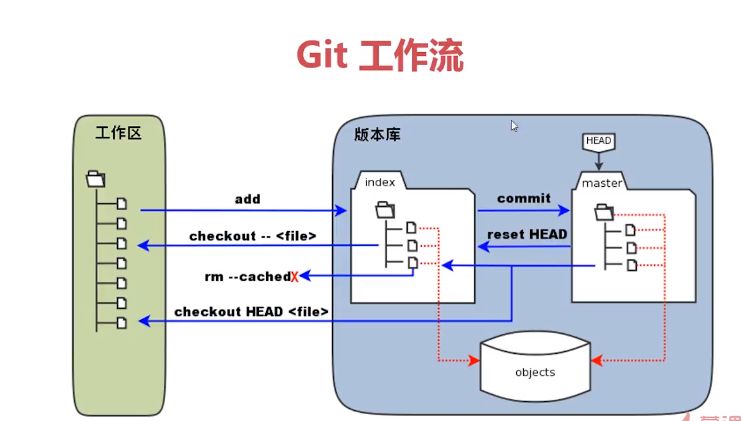 Git 工作流
工作区
版本库
HEAD
index
master
add
commit
checkout -- <file>
reset HEAD
rm --cached X
checkout HEAD <file>
objects